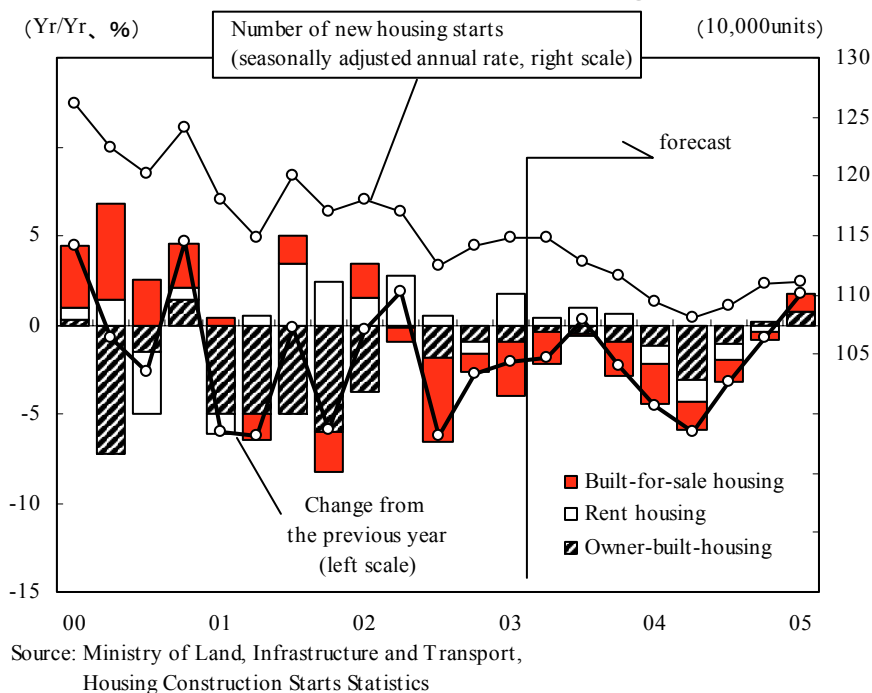 (Yr/Yr、%)
Number of new housing starts
(seasonally adjusted annual rate, right scale)
(10,000units)
130
125
120
115
110
105
forecast
5
0
-5
-10
-15
Change from
the previous year
(left scale)
Built-for-sale housing
Rent housing
Owner-built-housing
00 01 02 03 04 05
Source: Ministry of Land, Infrastructure and Transport,
Housing Construction Starts Statistics